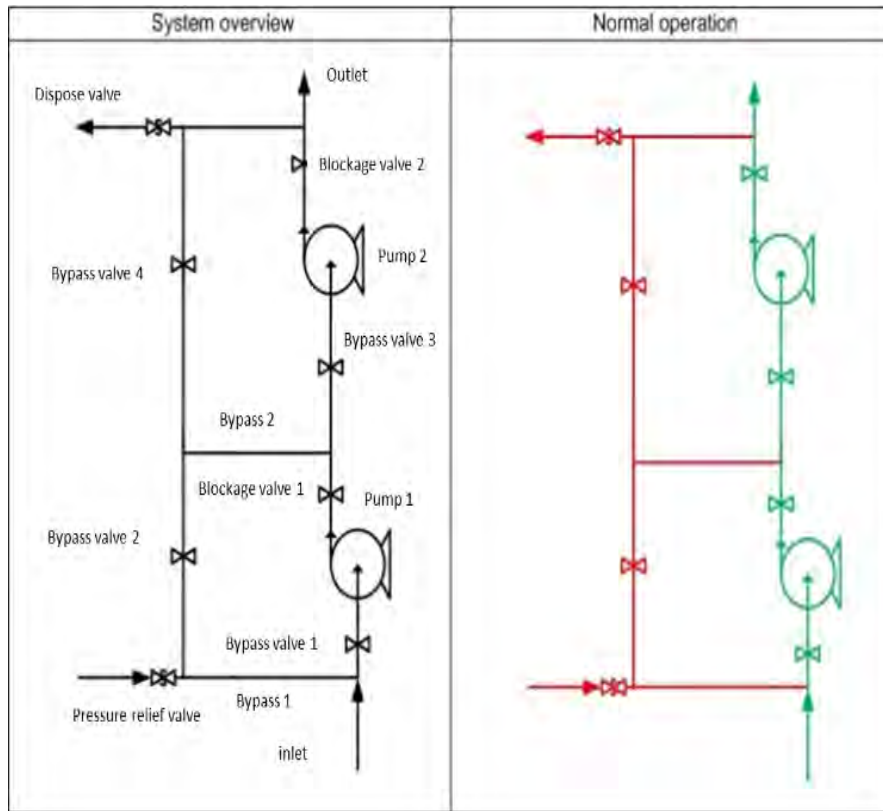 System overview
Normal operation
Outlet
Dispose valve
Blockage valve 2
Pump 2
Bypass valve 4
Bypass valve 3
Bypass 2
Blockage valve 1
Pump 1
Bypass valve 2
Bypass valve 1
Bypass 1
Pressure relief valve
inlet